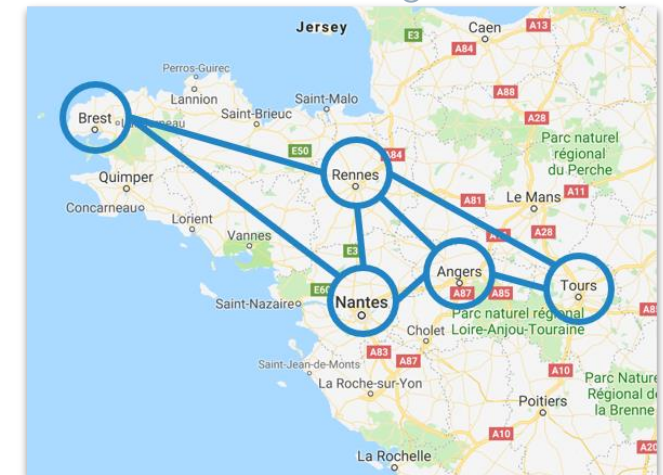 Jersey
E3
Caen
A13
A84
Perros-Guirec
Lannion
Saint-Brieuc
Saint-Malo
A88
A28
Brest
Parc naturel
régional
du Perche
E50
A84
Rennes
Quimper
Concarneau
Lorient
Vannes
A81
Le Mans
A11
A28
E3
Angers
A87
A85
Tours
E60
Nantes
Saint-Nazaire
Cholet
Parc naturel régional
Loire-Anjou-Touraine
A83
A87
Saint-Jean-de-Monts
La Roche-sur-Yon
A10
Parc Nature
Régional de
la Brenne
Poitiers
A10
A20
La Rochelle